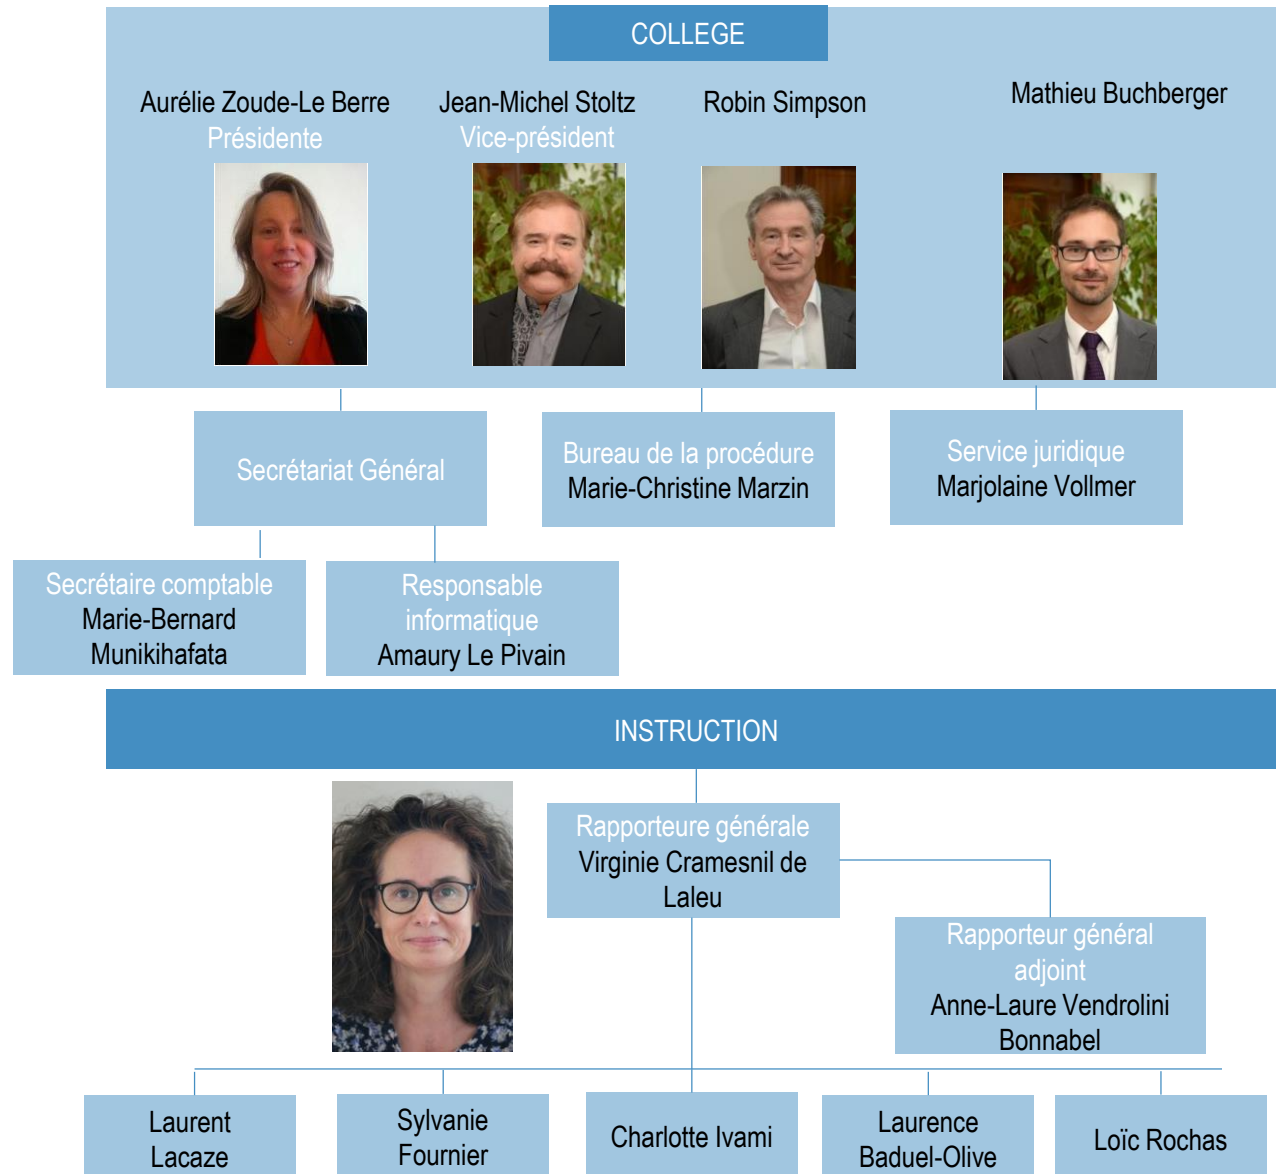 COLLEGE
Aurélie Zoude-Le Berre
Présidente
Jean-Michel Stoltz
Vice-président
Robin Simpson
Mathieu Buchberger
Secrétariat Général
Bureau de la procédure
Marie-Christine Marzin
Service juridique
Marjolaine Vollmer
Secrétaire comptable
Marie-Bernard
Munikihafata
Responsable
informatique
Amaury Le Pivain
INSTRUCTION
Rapporteure générale
Virginie Cramesnil de
Laleu
Rapporteur général
adjoint
Anne-Laure Vendrolini
Bonnabel
Laurent
Lacaze
Sylvanie
Fournier
Charlotte Ivami
Laurence
Baduel-Olive
Loïc Rochas